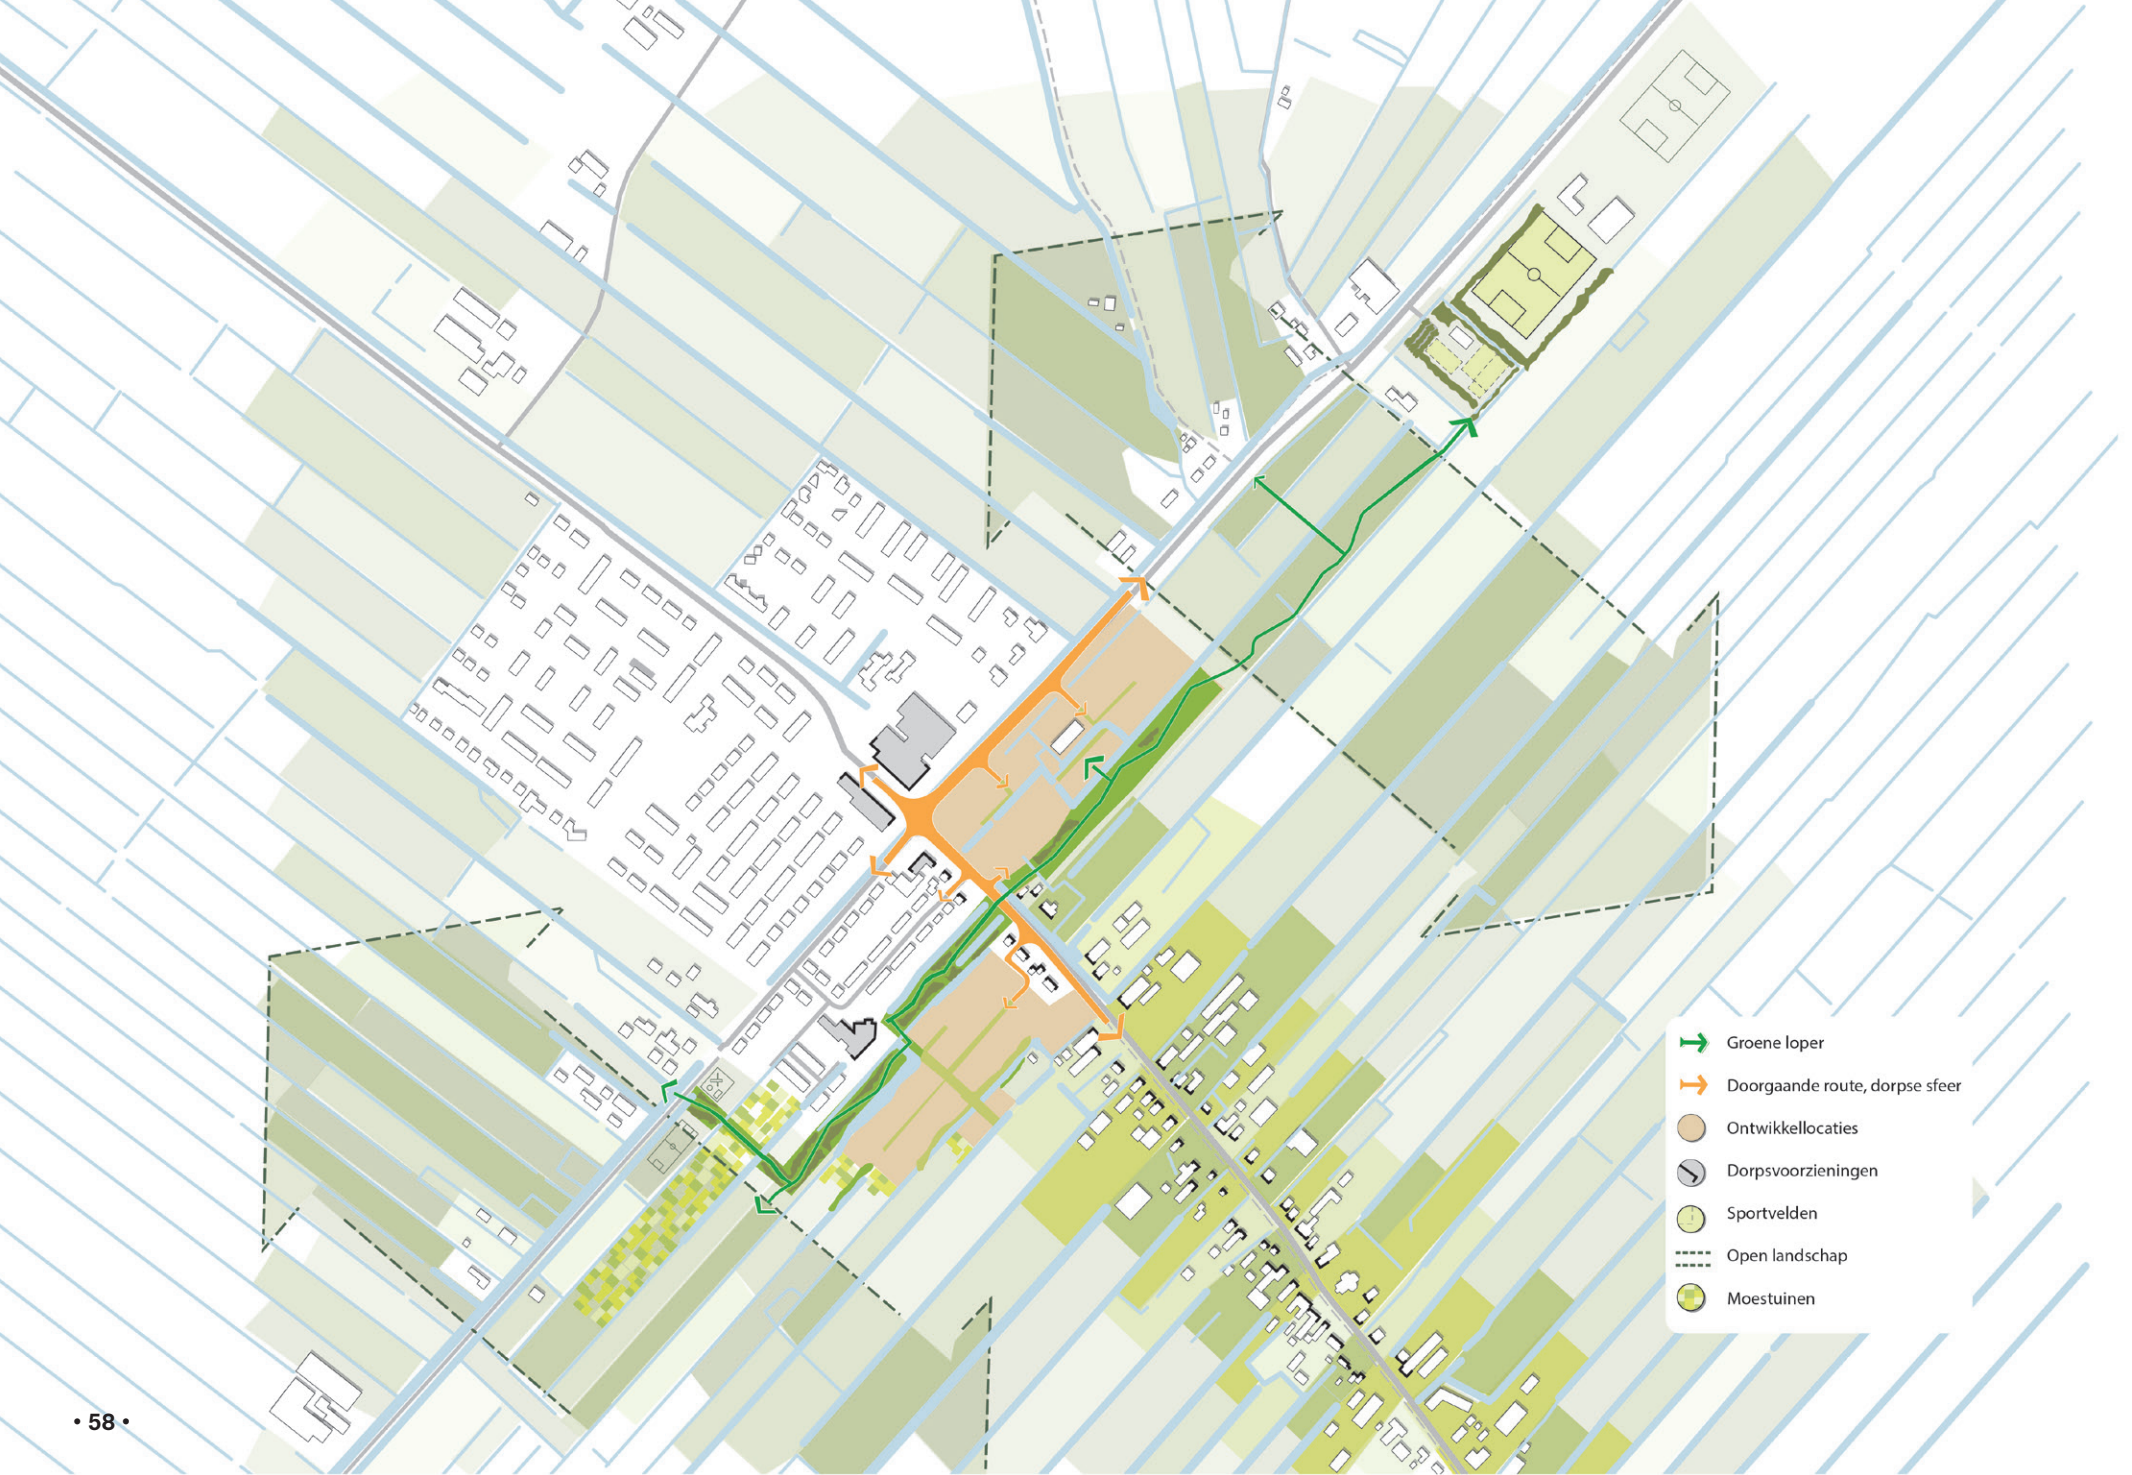 Groene loper
Doorgaande route, dorpse sfeer
Ontwikkellocaties
Dorpsvoorzieningen
Sportvelden
Open landschap
Moestuinen
• 58 •